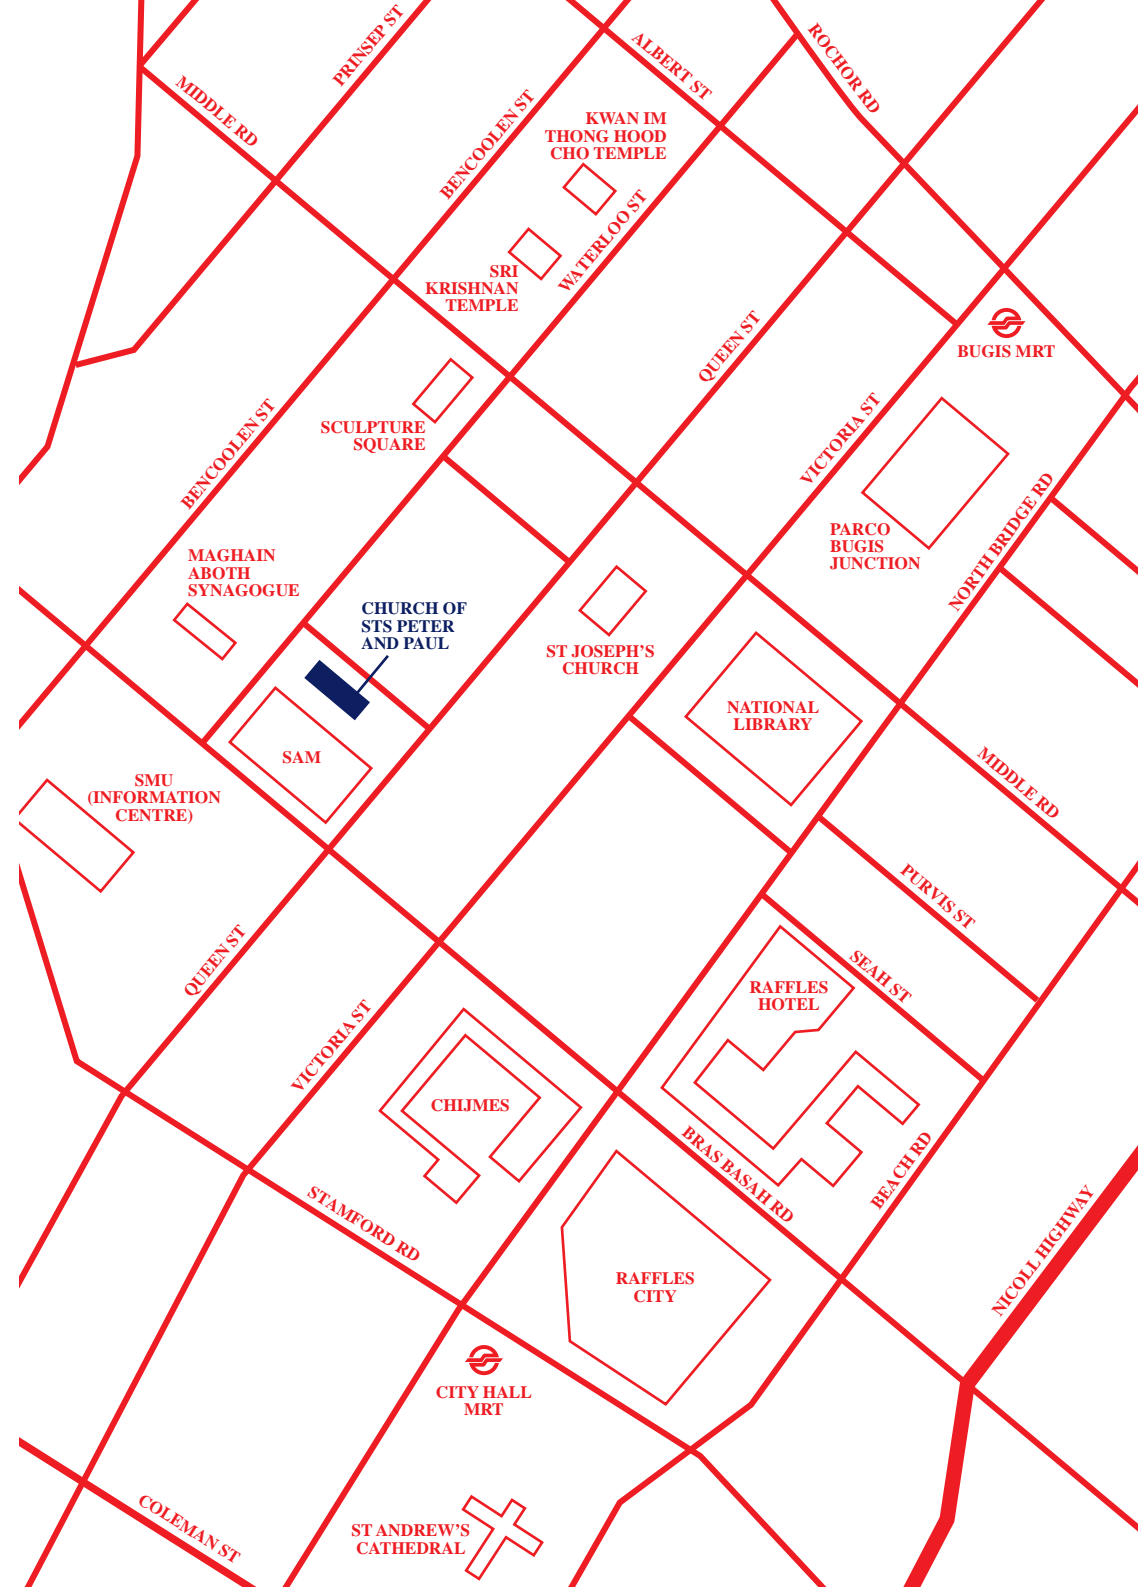 PRINSEP ST
ALBERT ST
ROCHOR RD
MIDDLE RD
BENCOOLEN ST
KWAN IM
THONG HOOD
CHO TEMPLE
WATERLOO ST
SRI
KRISHNAN
TEMPLE
QUEEN ST
BUGIS MRT
SCULPTURE
SQUARE
BENCOOLEN ST
VICTORIA ST
NORTH BRIDGE RD
PARCO
BUGIS
JUNCTION
MAGHAIN
ABOTH
SYNAGOGUE
CHURCH OF
STS PETER
AND PAUL
ST JOSEPH'S
CHURCH
NATIONAL
LIBRARY
SAM
SMU
(INFORMATION
CENTRE)
MIDDLE RD
PURVIS ST
QUEEN ST
SEAH ST
RAFFLES
HOTEL
VICTORIA ST
CHIJMES
BRAS BASAH RD
BEACH RD
STAMFORD RD
NICOLL HIGHWAY
RAFFLES
CITY
CITY HALL
MRT
COLEMAN ST
ST ANDREW'S
CATHEDRAL